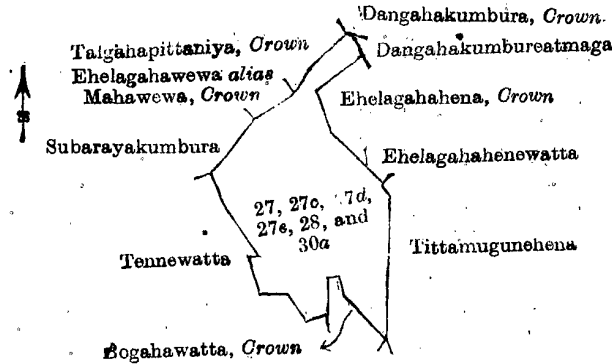 Dangahakumbura, Crown.
Dangahakumbureatmaga
Talgahapittaniya, Crown
Ehelagahawewa alias
Mahawewa, Crown
Ehelagahahena, Crown
Subarayakumbura
Ehelagahahenewatta
27, 27c, 27d,
27e, 28, and
30a
Tennewatta
Tittamugunehena
Bogahawatta, Crown